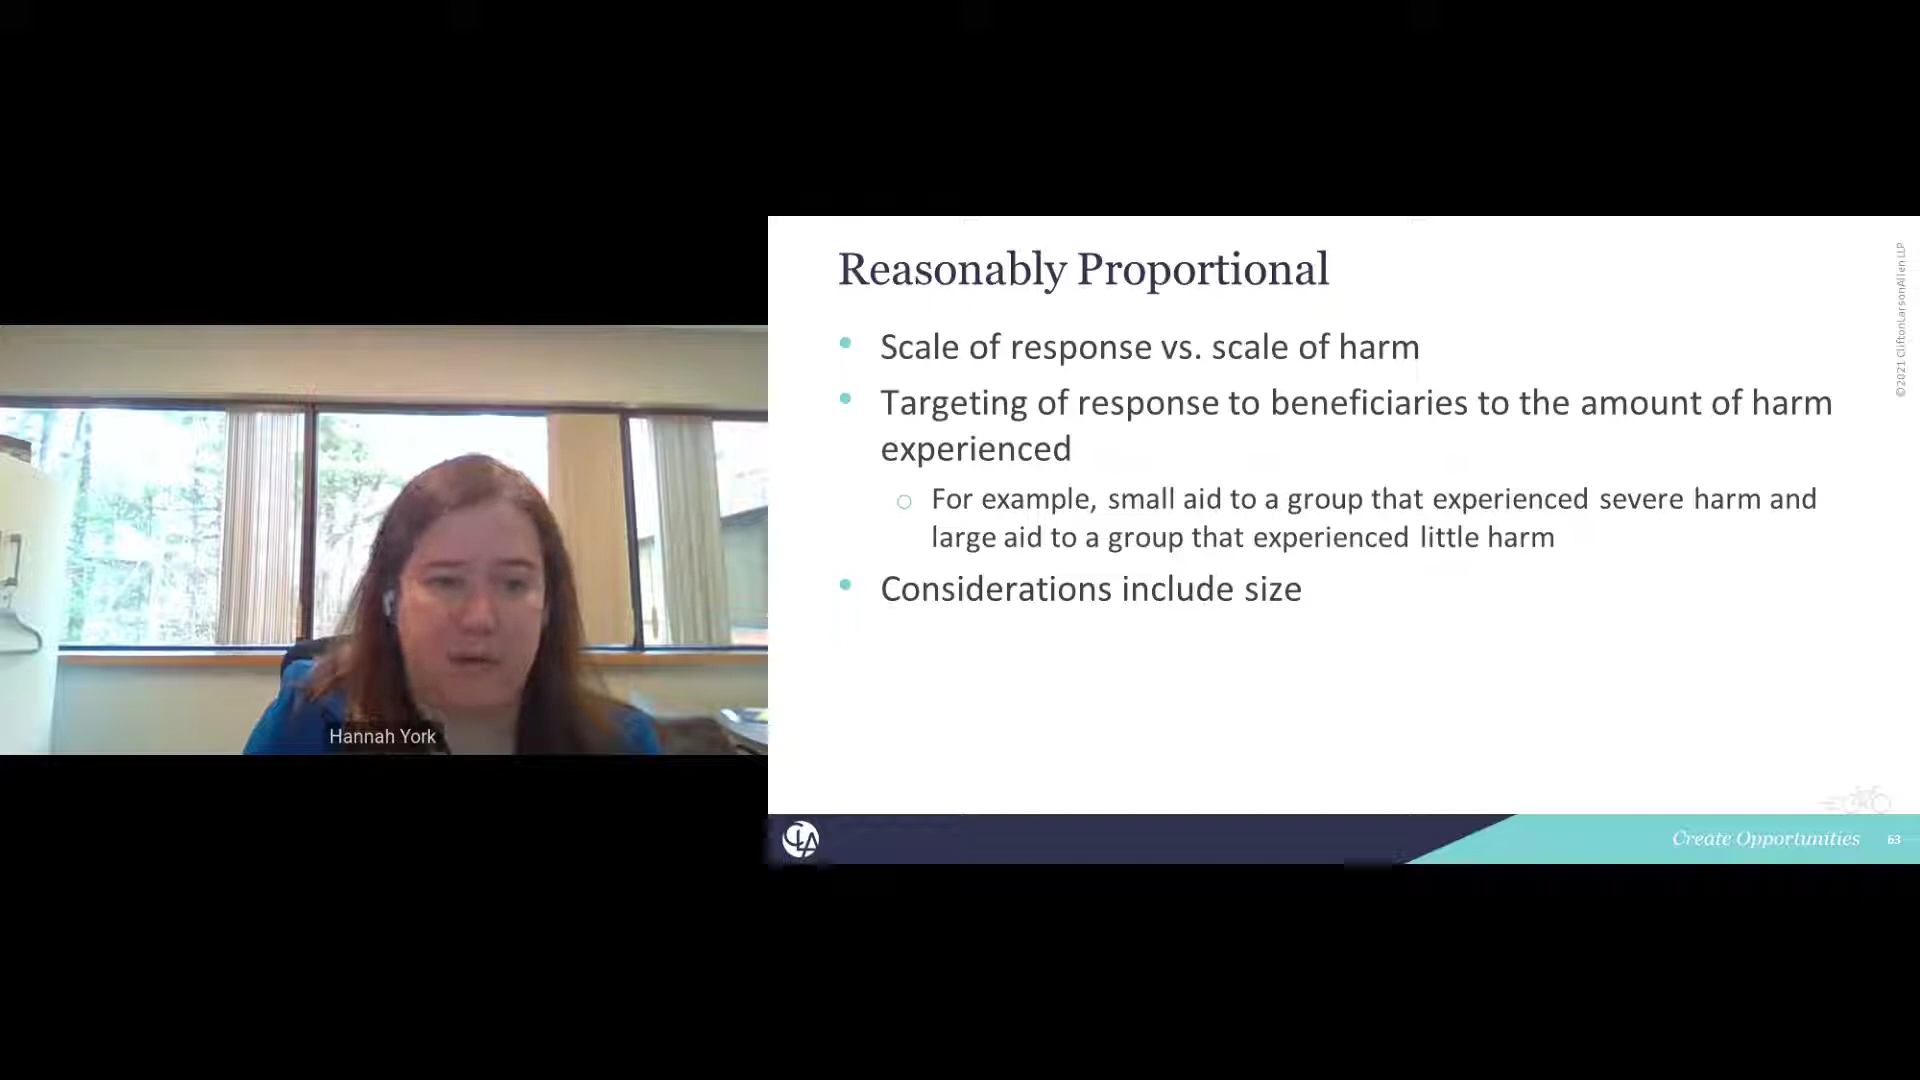 Reasonably Proportional
Scale of response vs. scale of harm
Targeting of response to beneficiaries to the amount of harm
experienced
For example, small aid to a group that experienced severe harm and
large aid to a group that experienced little harm
Considerations include size
©2021 CliftonLarsonAllen LLP
Hannah York
CLA
Create Opportunities
63